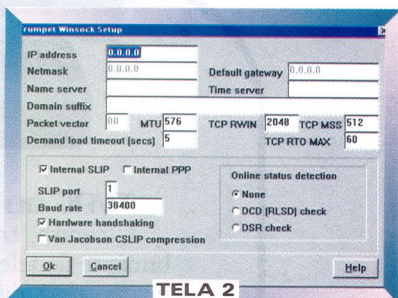 rumpet Winsock Setup
IP address 0.0.0.0
Netmask 0.0.0.0 Default gateway 0.0.0.0
Name server Time server
Domain suffix
Packet vector 00 MTU 576 TCP RWIN 2048 TCP MSS 512
Demand load timeout (secs) 5 TCP RTO MAX 60
Internal SLIP Internal PPP
SLIP port 1
Baud rate 38400
Hardware handshaking
Van Jacobson CSLIP compression
Online status detection
None
DCD (RLSD) check
DSR check
Ok Cancel Help
TELA 2